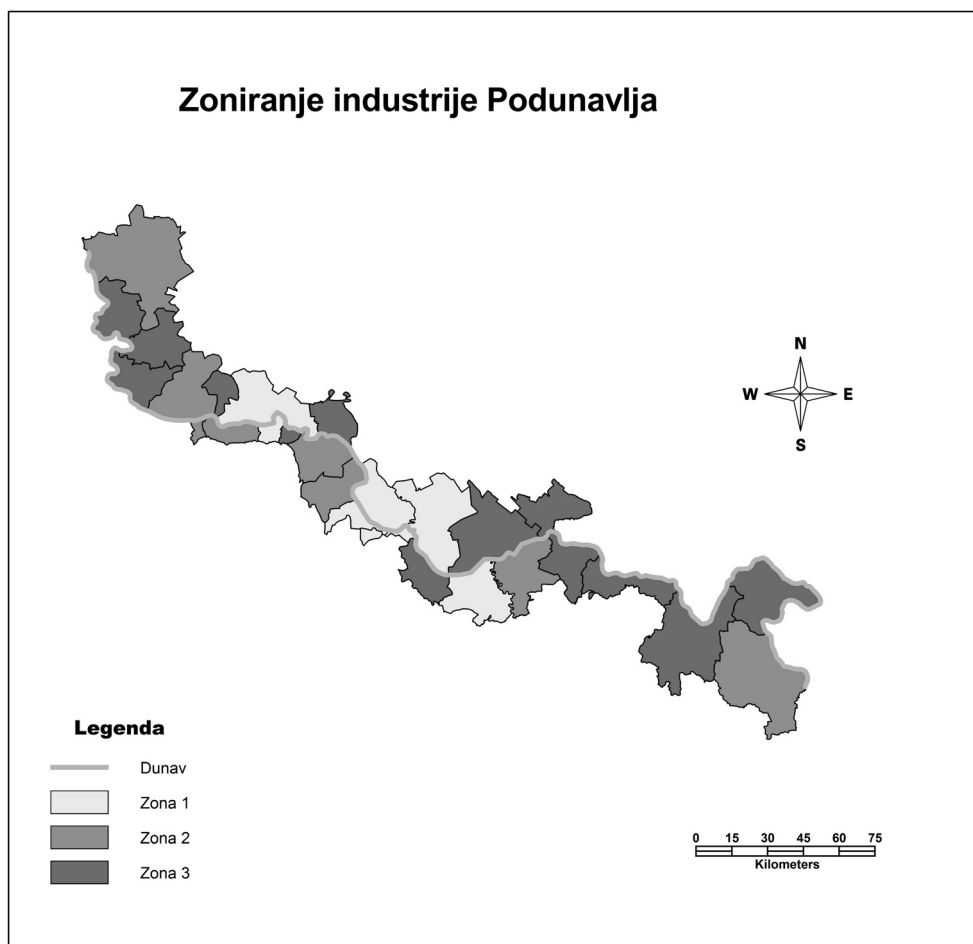 Zoniranje industrije Podunavlja
N
W E
S
Legenda
Dunav
Zona 1
Zona 2
Zona 3
0 15 30 45 60 75
Kilometers